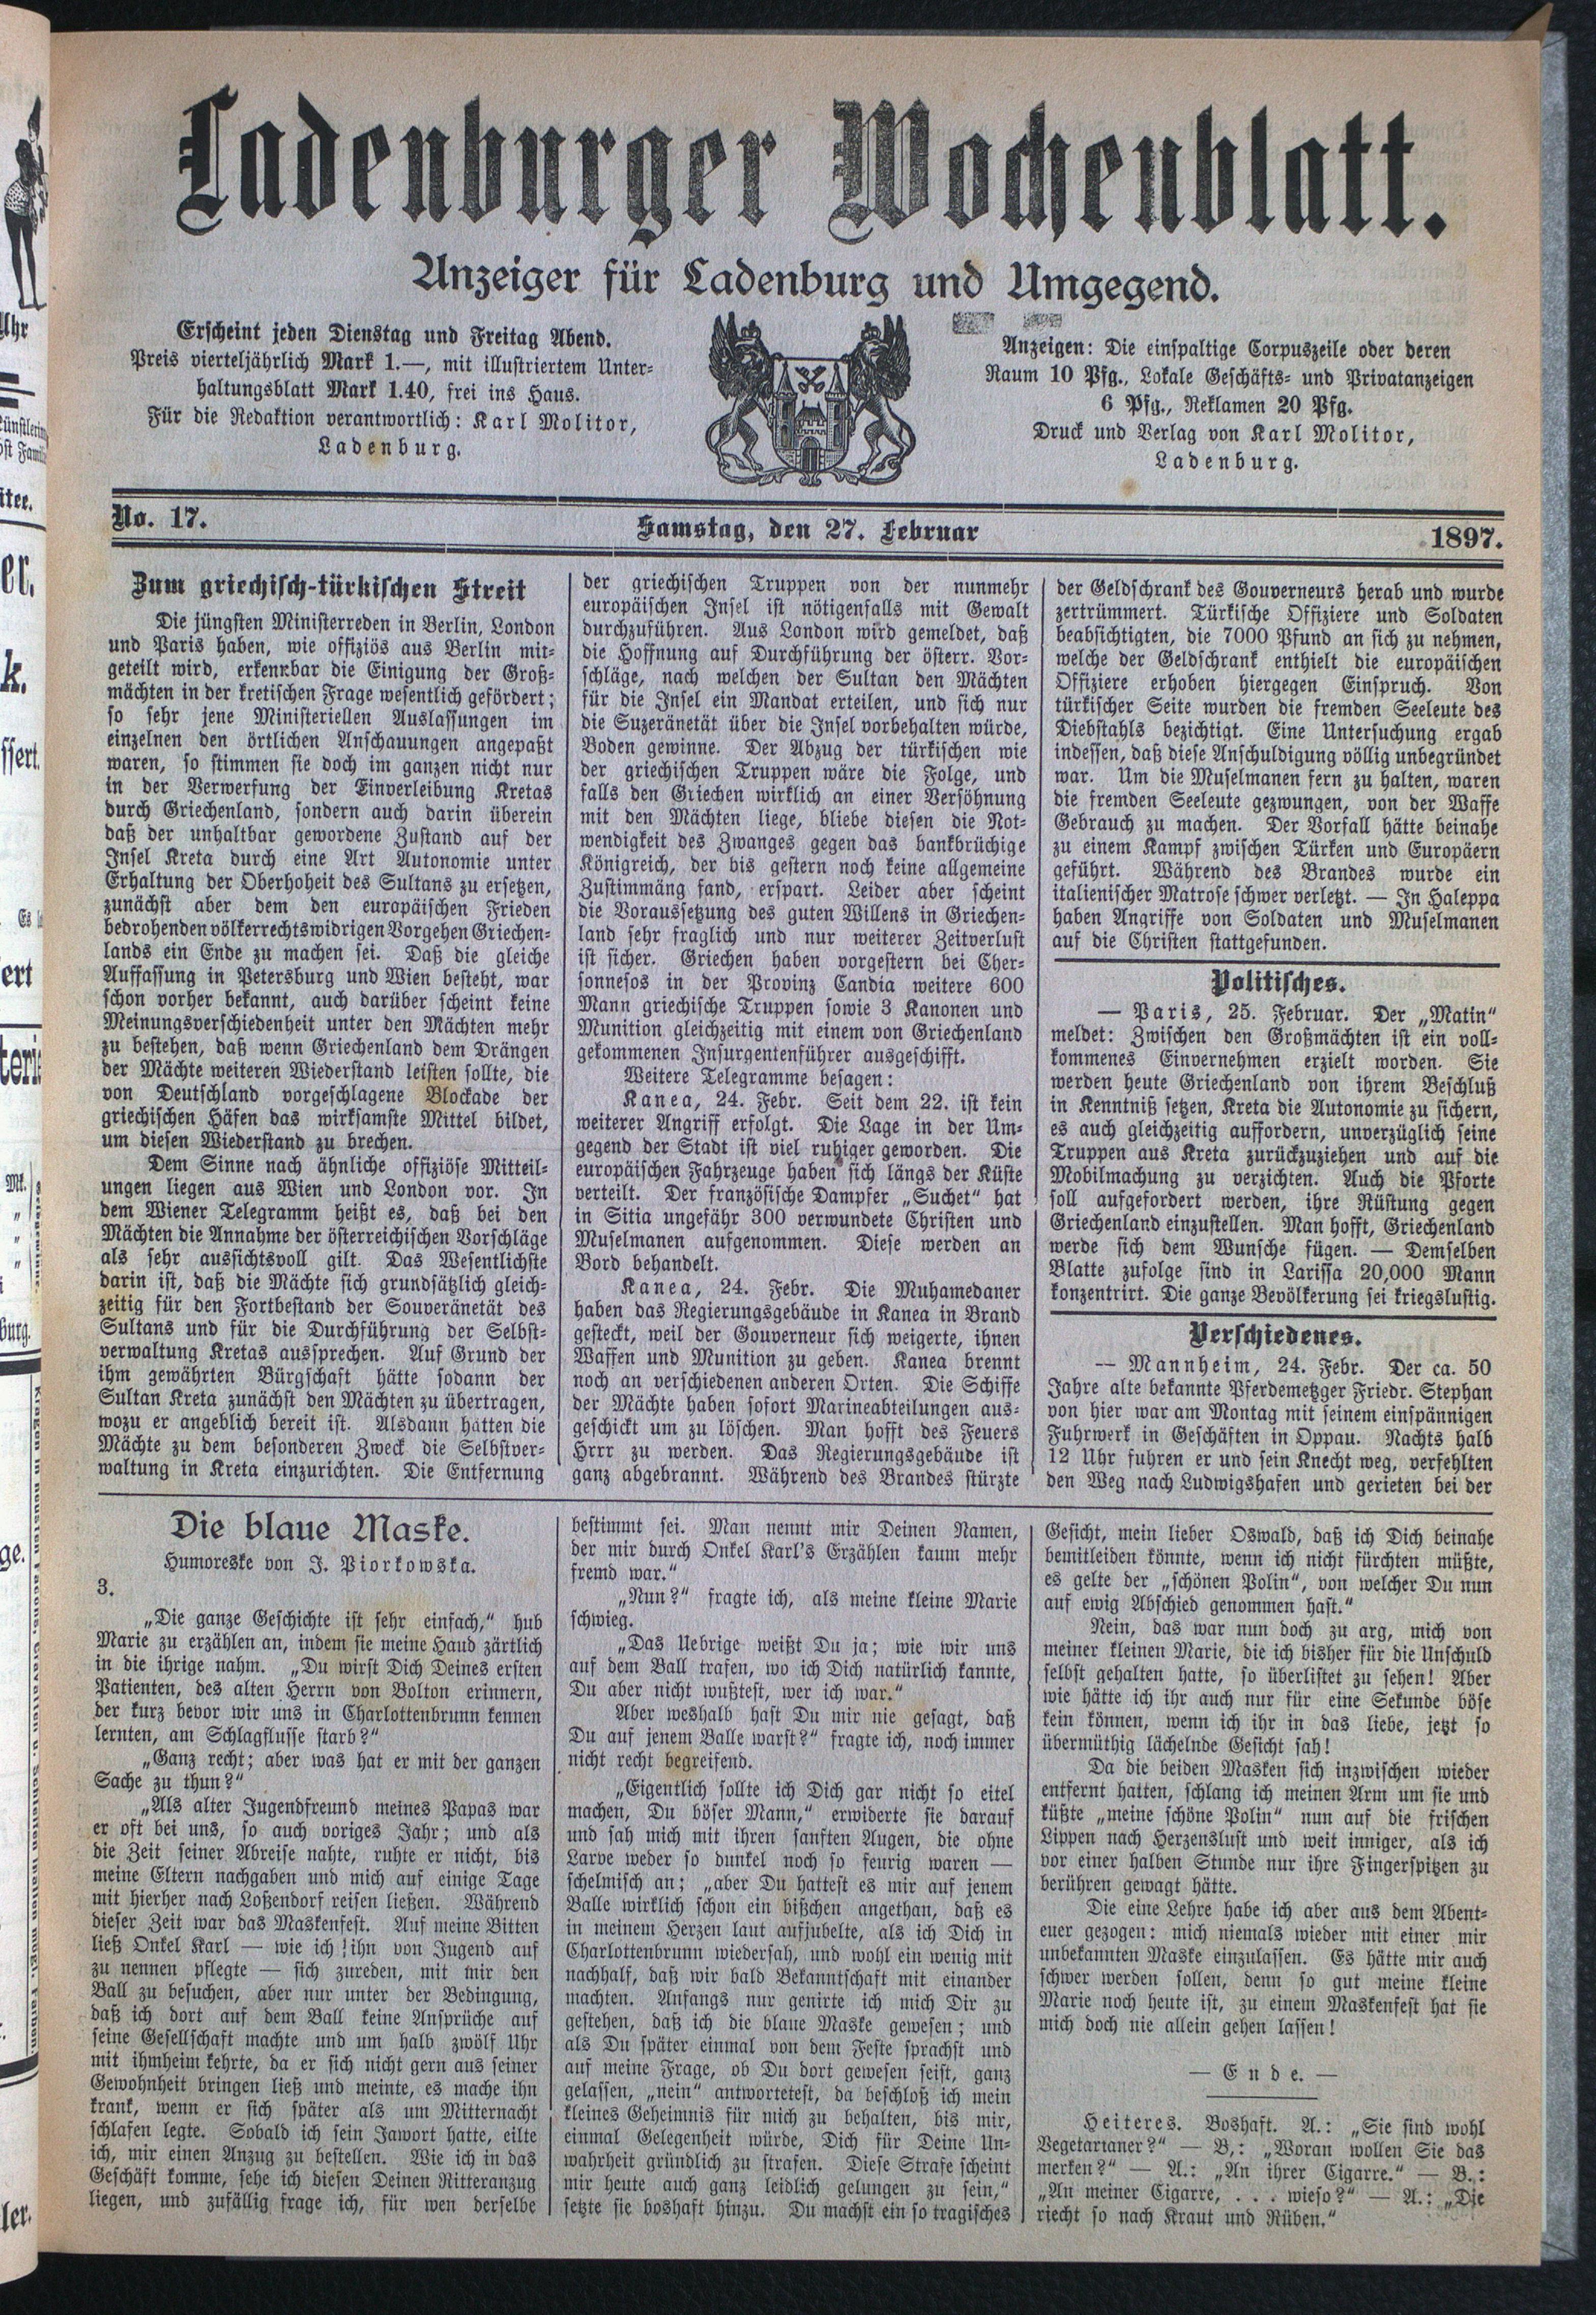 Ladenburger Wochenblatt.
Anzeiger für Ladenburg und Umgegend.
Erscheint jeden Dienstag und Freitag Abend.
Preis vierteljährlich Mark 1.—, mit illustriertem Unter-
haltungsblatt Mark 1.40, frei ins Haus.
Für die Redaktion verantwortlich: Karl Molitor,
Ladenburg.
Anzeigen: Die einspaltige Corpuszeile oder deren
Raum 10 Pfg., Lokale Geschäfts- und Privatanzeigen
6 Pfg., Reklamen 20 Pfg.
Druck und Verlag von Karl Molitor,
Ladenburg.
No. 17.
Samstag, den 27. Februar
1897.
Zum griechisch-türkischen Streit
Die jüngsten Ministerreden in Berlin, London
und Paris haben, wie offiziös aus Berlin mit-
geteilt wird, erkennbar die Einigung der Groß-
mächten in der kretischen Frage wesentlich gefördert;
so sehr jene Ministeriellen Auslassungen im
einzelnen den örtlichen Anschauungen angepaßt
waren, so stimmen sie doch im ganzen nicht nur
in der Verwerfung der Einverleibung Kretas
durch Griechenland, sondern auch darin überein
daß der unhaltbar gewordene Zustand auf der
Insel Kreta durch eine Art Autonomie unter
Erhaltung der Oberhoheit des Sultans zu ersetzen,
zunächst aber dem den europäischen Frieden
bedrohenden völkerrechtswidrigen Vorgehen Griechen-
lands ein Ende zu machen sei. Daß die gleiche
Auffassung in Petersburg und Wien besteht, war
schon vorher bekannt, auch darüber scheint keine
Meinungsverschiedenheit unter den Mächten mehr
zu bestehen, daß wenn Griechenland dem Drängen
der Mächte weiteren Wiederstand leisten sollte, die
von Deutschland vorgeschlagene Blockade der
griechischen Häfen das wirksamste Mittel bildet,
um diesen Wiederstand zu brechen.
Dem Sinne nach ähnliche offiziöse Mitteil-
ungen liegen aus Wien und London vor. In
dem Wiener Telegramm heißt es, daß bei den
Mächten die Annahme der österreichischen Vorschläge
als sehr aussichtsvoll gilt. Das Wesentlichste
darin ist, daß die Mächte sich grundsätzlich gleich-
zeitig für den Fortbestand der Souveränetät des
Sultans und für die Durchführung der Selbst-
verwaltung Kretas aussprechen. Auf Grund der
ihm gewährten Bürgschaft hätte sodann der
Sultan Kreta zunächst den Mächten zu übertragen,
wozu er angeblich bereit ist. Alsdann hätten die
Mächte zu dem besonderen Zweck die Selbstver-
waltung in Kreta einzurichten. Die Entfernung
der griechischen Truppen von der nunmehr
europäischen Insel ist nötigenfalls mit Gewalt
durchzuführen. Aus London wird gemeldet, daß
die Hoffnung auf Durchführung der österr. Vor-
schläge, nach welchen der Sultan den Mächten
für die Insel ein Mandat erteilen, und sich nur
die Suzeränetät über die Insel vorbehalten würde,
Boden gewinne. Der Abzug der türkischen wie
der griechischen Truppen wäre die Folge, und
falls den Griechen wirklich an einer Versöhnung
mit den Mächten liege, bliebe diesen die Not-
wendigkeit des Zwanges gegen das bankbrüchige
Königreich, der bis gestern noch keine allgemeine
Zustimmäng fand, erspart. Leider aber scheint
die Voraussetzung des guten Willens in Griechen-
land sehr fraglich und nur weiterer Zeitverlust
ist sicher. Griechen haben vorgestern bei Cher-
sonnesos in der Provinz Candia weitere 600
Mann griechische Truppen sowie 3 Kanonen und
Munition gleichzeitig mit einem von Griechenland
gekommenen Insurgentenführer ausgeschifft.
Weitere Telegramme besagen:
Kanea, 24. Febr. Seit dem 22. ist kein
weiterer Angriff erfolgt. Die Lage in der Um-
gegend der Stadt ist viel ruhiger geworden. Die
europäischen Fahrzeuge haben sich längs der Küste
verteilt. Der französische Dampfer „Suchet“ hat
in Sitia ungefähr 300 verwundete Christen und
Muselmanen aufgenommen. Diese werden an
Bord behandelt.
Kanea, 24. Febr. Die Muhamedaner
haben das Regierungsgebäude in Kanea in Brand
gesteckt, weil der Gouverneur sich weigerte, ihnen
Waffen und Munition zu geben. Kanea brennt
noch an verschiedenen anderen Orten. Die Schiffe
der Mächte haben sofort Marineabteilungen aus-
geschickt um zu löschen. Man hofft des Feuers
Hrrr zu werden. Das Regierungsgebäude ist
ganz abgebrannt. Während des Brandes stürzte
der Geldschrank des Gouverneurs herab und wurde
zertrümmert. Türkische Offiziere und Soldaten
beabsichtigten, die 7000 Pfund an sich zu nehmen,
welche der Geldschrank enthielt die europäischen
Offiziere erhoben hiergegen Einspruch. Von
türkischer Seite wurden die fremden Seeleute des
Diebstahls bezichtigt. Eine Untersuchung ergab
indessen, daß diese Anschuldigung völlig unbegründet
war. Um die Muselmanen fern zu halten, waren
die fremden Seeleute gezwungen, von der Waffe
Gebrauch zu machen. Der Vorfall hätte beinahe
zu einem Kampf zwischen Türken und Europäern
geführt. Während des Brandes wurde ein
italienischer Matrose schwer verletzt. — In Haleppa
haben Angriffe von Soldaten und Muselmanen
auf die Christen stattgefunden.
Politisches.
— Paris, 25. Februar. Der „Matin“
meldet: Zwischen den Großmächten ist ein voll-
kommenes Einvernehmen erzielt worden. Sie
werden heute Griechenland von ihrem Beschluß
in Kenntniß setzen, Kreta die Autonomie zu sichern,
es auch gleichzeitig auffordern, unverzüglich seine
Truppen aus Kreta zurückzuziehen und auf die
Mobilmachung zu verzichten. Auch die Pforte
soll aufgefordert werden, ihre Rüstung gegen
Griechenland einzustellen. Man hofft, Griechenland
werde sich dem Wunsche fügen. — Demselben
Blatte zufolge sind in Larissa 20,000 Mann
konzentrirt. Die ganze Bevölkerung sei kriegslustig.
Verschiedenes.
— Mannheim, 24. Febr. Der ca. 50
Jahre alte bekannte Pferdemetzger Friedr. Stephan
von hier war am Montag mit seinem einspännigen
Fuhrwerk in Geschäften in Oppau. Nachts halb
12 Uhr fuhren er und sein Knecht weg, verfehlten
den Weg nach Ludwigshafen und gerieten bei der
Die blaue Maske.
Humoreske von J. Piorkowska.
3.
„Die ganze Geschichte ist sehr einfach,“ hub
Marie zu erzählen an, indem sie meine Haud zärtlich
in die ihrige nahm. „Du wirst Dich Deines ersten
Patienten, des alten Herrn von Bolton erinnern,
der kurz bevor wir uns in Charlottenbrunn kennen
lernten, am Schlagflusse starb?“
„Ganz recht; aber was hat er mit der ganzen
Sache zu thun?“
„Als alter Jugendfreund meines Papas war
er oft bei uns, so auch voriges Jahr; und als
die Zeit seiner Abreise nahte, ruhte er nicht, bis
meine Eltern nachgaben und mich auf einige Tage
mit hierher nach Loßendorf reisen ließen. Während
dieser Zeit war das Maskenfest. Auf meine Bitten
ließ Onkel Karl — wie ich ihn von Jugend auf
zu nennen pflegte — sich zureden, mit mir den
Ball zu besuchen, aber nur unter der Bedingung,
daß ich dort auf dem Ball keine Ansprüche auf
seine Gesellschaft machte und um halb zwölf Uhr
mit ihmheim kehrte, da er sich nicht gern aus seiner
Gewohnheit bringen ließ und meinte, es mache ihn
krank, wenn er sich später als um Mitternacht
schlafen legte. Sobald ich sein Jawort hatte, eilte
ich, mir einen Anzug zu bestellen. Wie ich in das
Geschäft komme, sehe ich diesen Deinen Ritteranzug
liegen, und zufällig frage ich, für wen derselbe
bestimmt sei. Man nennt mir Deinen Namen,
der mir durch Onkel Karl's Erzählen kaum mehr
fremd war.“
„Nun?“ fragte ich, als meine kleine Marie
schwieg.
„Das Uebrige weißt Du ja; wie wir uns
auf dem Ball trafen, wo ich Dich natürlich kannte,
Du aber nicht wußtest, wer ich war.“
Aber weshalb hast Du mir nie gesagt, daß
Du auf jenem Balle warst?“ fragte ich, noch immer
nicht recht begreifend.
„Eigentlich sollte ich Dich gar nicht so eitel
machen, Du böser Mann,“ erwiderte sie darauf
und sah mich mit ihren sanften Augen, die ohne
Larve weder so dunkel noch so feurig waren —
schelmisch an; „aber Du hattest es mir auf jenem
Balle wirklich schon ein bißchen angethan, daß es
in meinem Herzen laut aufjubelte, als ich Dich in
Charlottenbrunn wiedersah, und wohl ein wenig mit
nachhalf, daß wir bald Bekanntschaft mit einander
machten. Anfangs nur genirte ich mich Dir zu
gestehen, daß ich die blaue Maske gewesen; und
als Du später einmal von dem Feste sprachst und
auf meine Frage, ob Du dort gewesen seist, ganz
gelassen, „nein“ antwortetest, da beschloß ich mein
kleines Geheimnis für mich zu behalten, bis mir,
einmal Gelegenheit würde, Dich für Deine Un-
wahrheit gründlich zu strafen. Diese Strafe scheint
mir heute auch ganz leidlich gelungen zu sein,“
setzte sie boshaft hinzu. Du machst ein so tragisches
Gesicht, mein lieber Oswald, daß ich Dich beinahe
bemitleiden könnte, wenn ich nicht fürchten müßte,
es gelte der „schönen Polin“, von welcher Du nun
auf ewig Abschied genommen hast.“
Nein, das war nun doch zu arg, mich von
meiner kleinen Marie, die ich bisher für die Unschuld
selbst gehalten hatte, so überlistet zu sehen! Aber
wie hätte ich ihr auch nur für eine Sekunde böse
sein können, wenn ich ihr in das liebe, jetzt so
übermüthig lächelnde Gesicht sah!
Da die beiden Masken sich inzwischen wieder
entfernt hatten, schlang ich meinen Arm um sie und
küßte „meine schöne Polin“ nun auf die frischen
Lippen nach Herzenslust und weit inniger, als ich
vor einer halben Stunde nur ihre Fingerspitzen zu
berühren gewagt hätte.
Die eine Lehre habe ich aber aus dem Abent-
euer gezogen: mich niemals wieder mit einer mir
unbekannten Maske einzulassen. Es hätte mir auch
schwer werden sollen, denn so gut meine kleine
Marie noch heute ist, zu einem Maskenfest hat sie
mich doch nie allein gehen lassen!
— Ende. —
Heiteres. Boshaft. A.: „Sie sind wohl
Vegetarianer?“ — B.: „Woran wollen Sie das
merken?“ — A.: „An ihrer Cigarre.“ — B.:
„An meiner Cigarre, . . . wieso?“ — A.: „Die
riecht so nach Kraut und Rüben.“